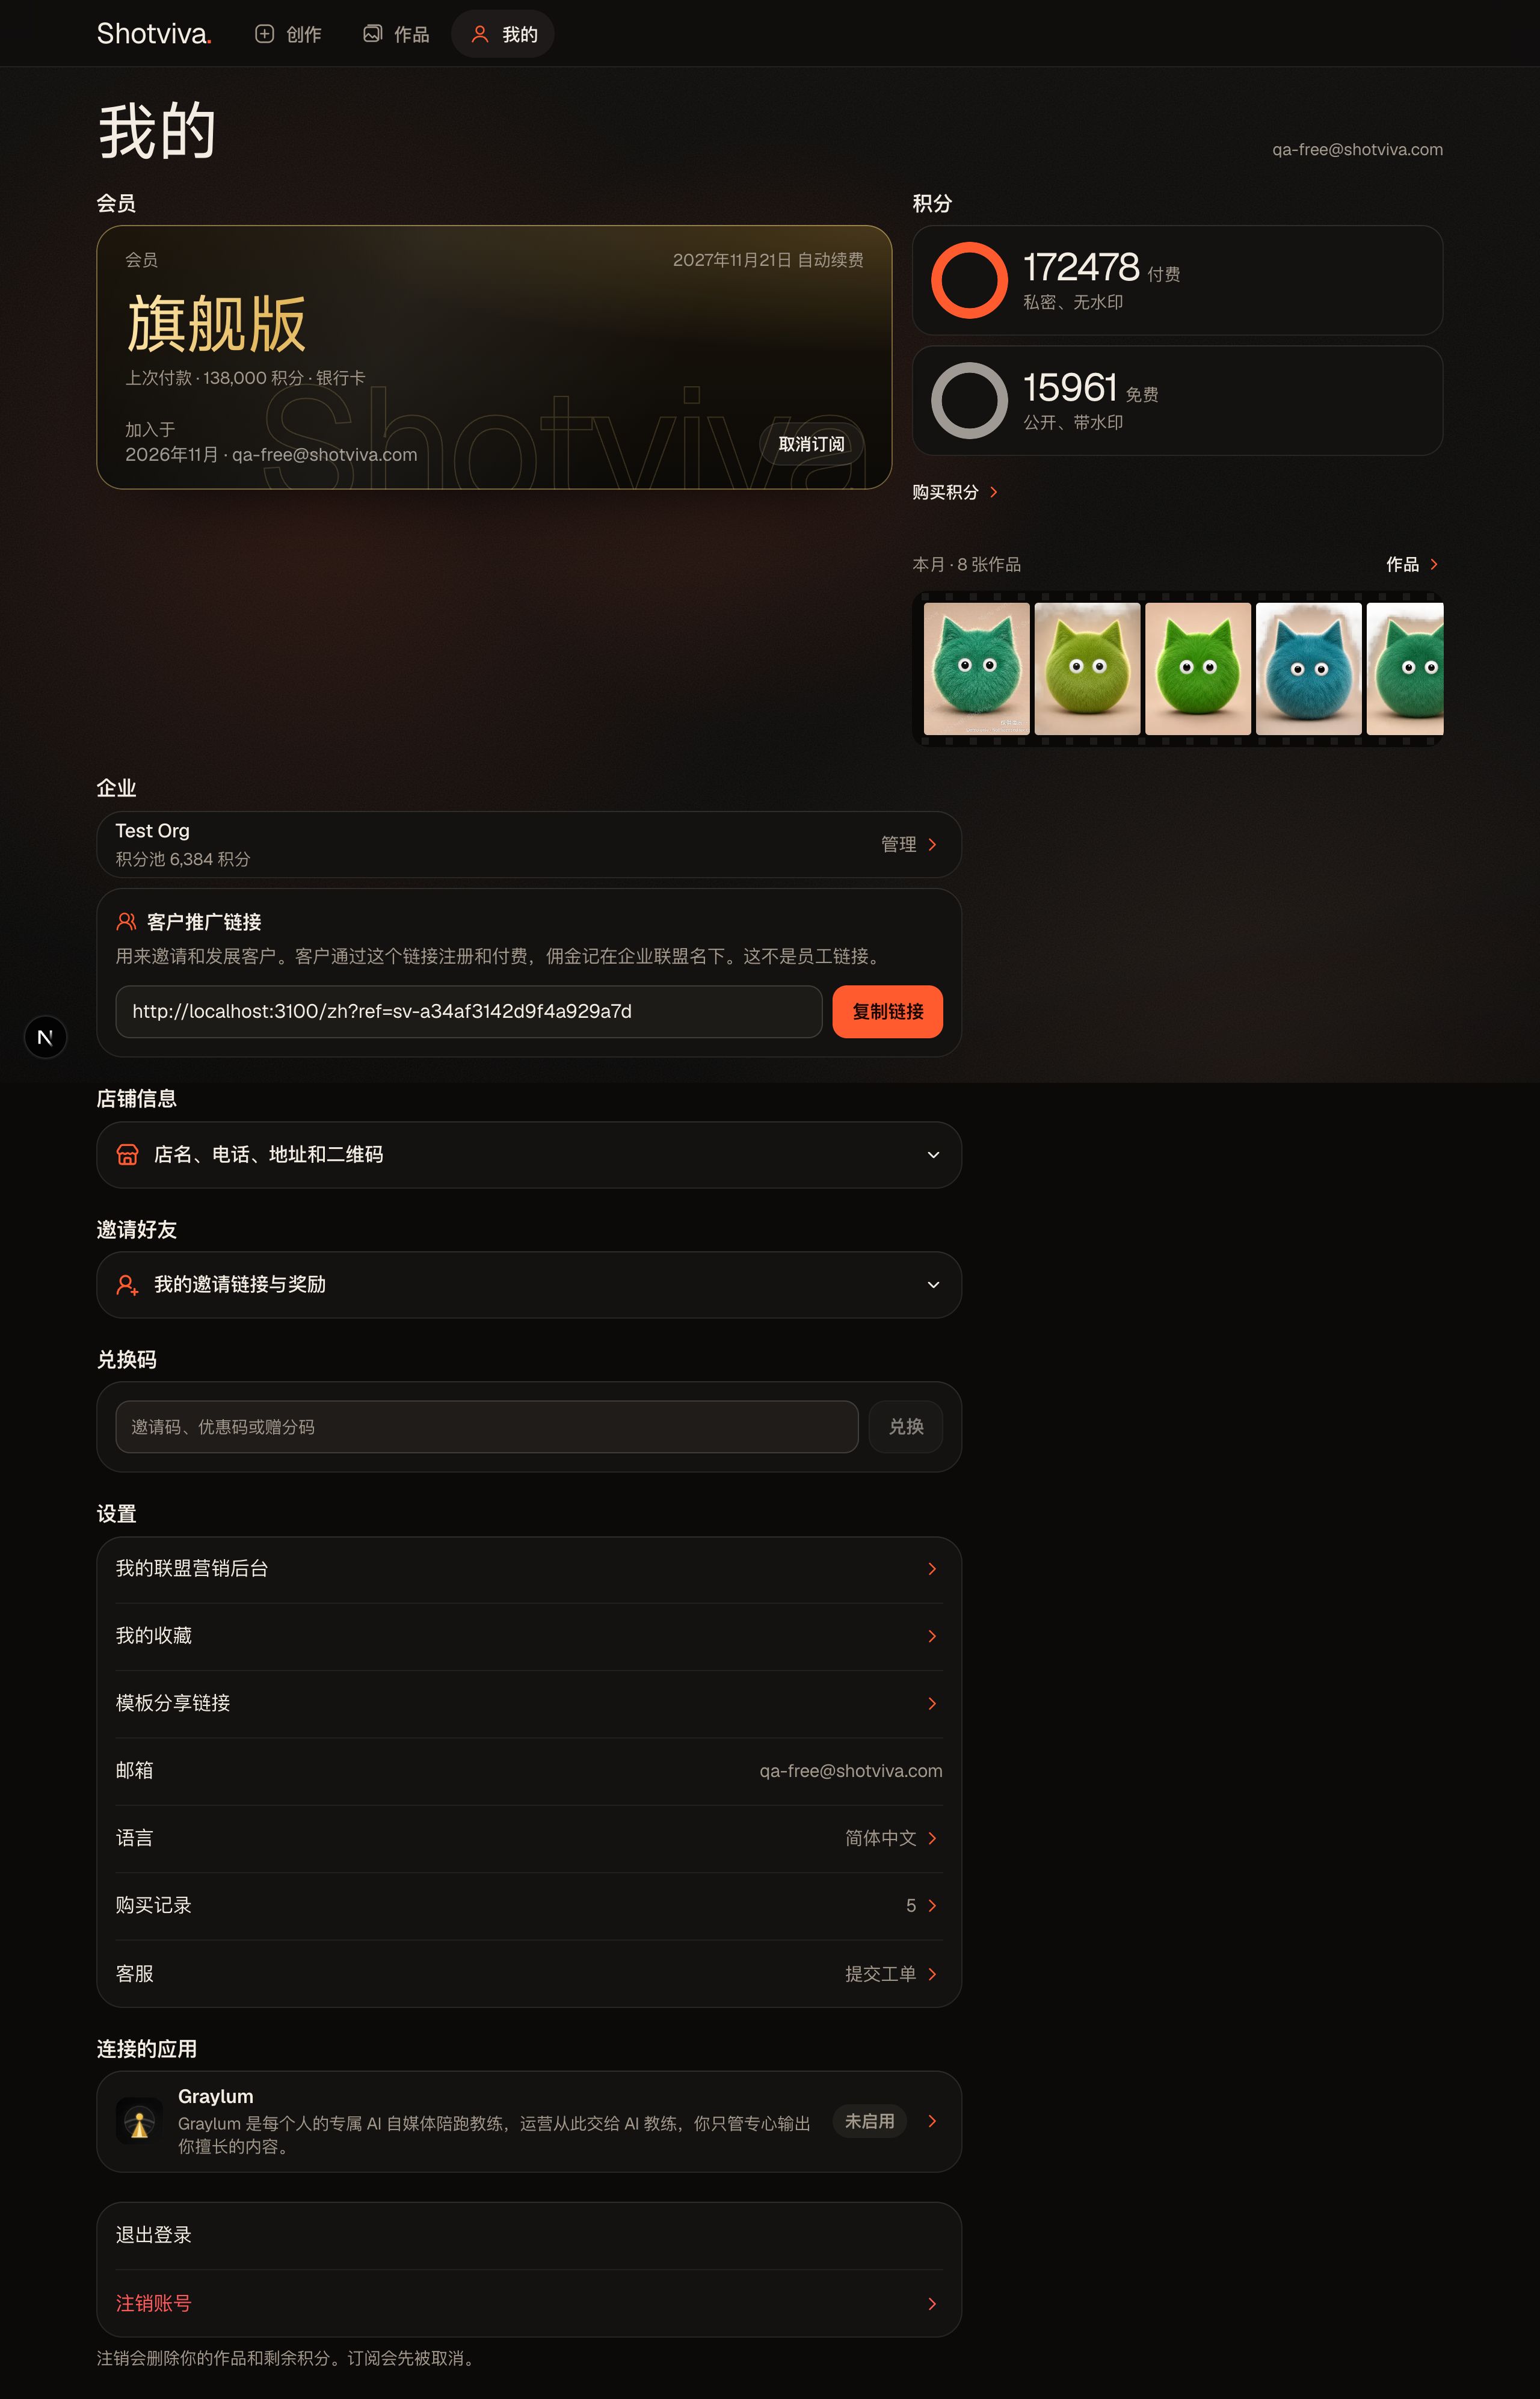 Shotviva.
创作
作品
我的
我的
qa-free@shotviva.com
会员
会员
2027年11月21日 自动续费
旗舰版
上次付款 · 138,000 积分 · 银行卡
Shotviva
加入于
2026年11月 · qa-free@shotviva.com
取消订阅
积分
172478 付费
私密、无水印
15961 免费
公开、带水印
购买积分
本月 · 8 张作品
作品
企业
Test Org
积分池 6,384 积分
管理
客户推广链接
用来邀请和发展客户。客户通过这个链接注册和付费，佣金记在企业联盟名下。这不是员工链接。
http://localhost:3100/zh?ref=sv-a34af3142d9f4a929a7d
复制链接
N
店铺信息
店名、电话、地址和二维码
邀请好友
我的邀请链接与奖励
兑换码
邀请码、优惠码或赠分码
兑换
设置
我的联盟营销后台
我的收藏
模板分享链接
邮箱
qa-free@shotviva.com
语言
简体中文
购买记录
5
客服
提交工单
连接的应用
Graylum
Graylum 是每个人的专属 AI 自媒体陪跑教练，运营从此交给 AI 教练，你只管专心输出
你擅长的内容。
未启用
退出登录
注销账号
注销会删除你的作品和剩余积分。订阅会先被取消。